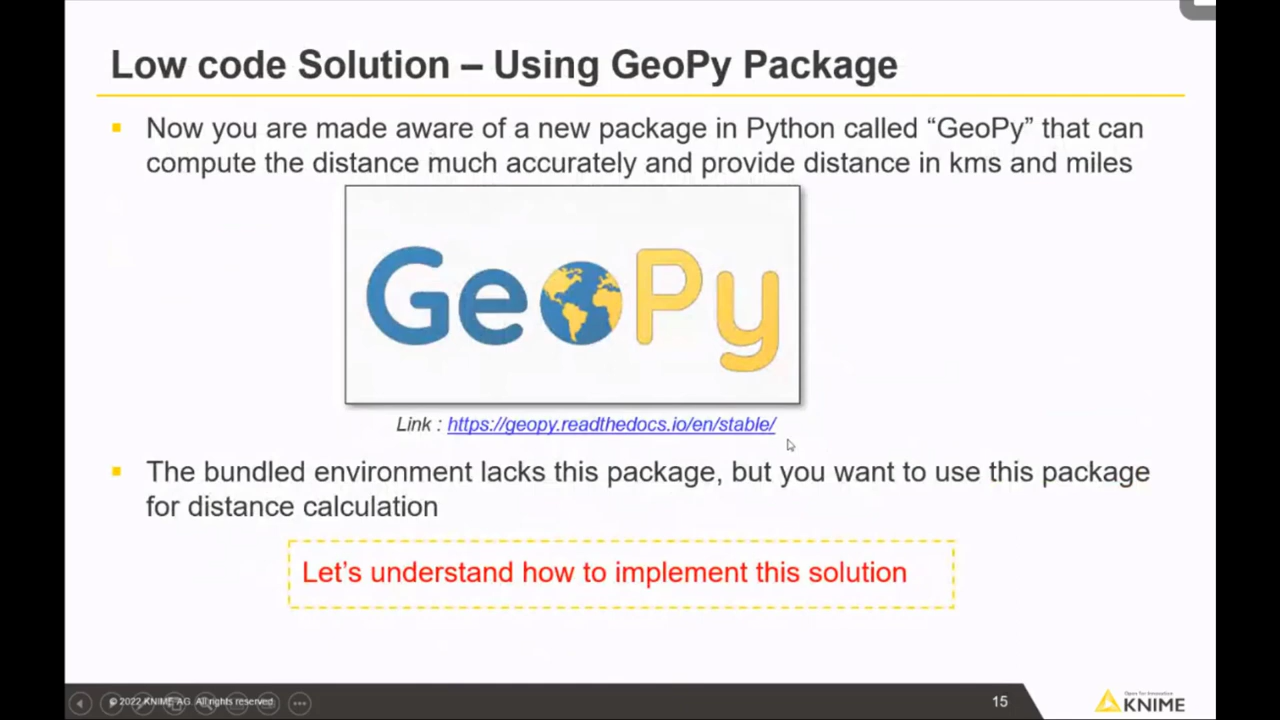 Low code Solution – Using GeoPy Package
Now you are made aware of a new package in Python called “GeoPy” that can
compute the distance much accurately and provide distance in kms and miles
GeoPy
Link : https://geopy.readthedocs.io/en/stable/
The bundled environment lacks this package, but you want to use this package
for distance calculation
Let’s understand how to implement this solution
© 2022 KNIME AG. All rights reserved
15
Open for Innovation
KNIME